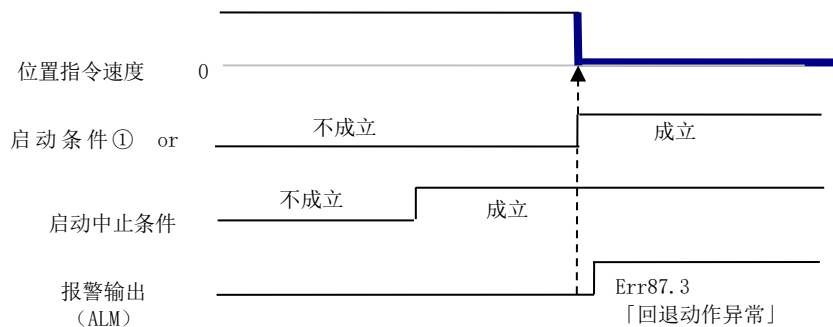 位置指令速度 0
启动条件① or
不成立
成立
启动中止条件
不成立
成立
报警输出
（ALM）
Err87.3
「回退动作异常」